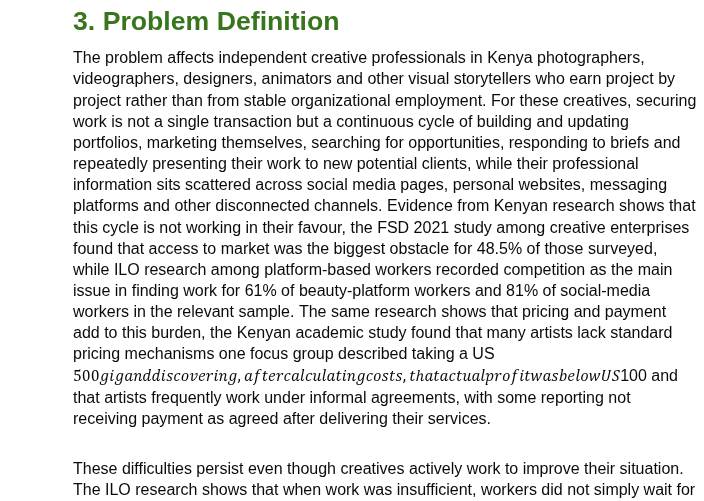 3. Problem Definition
The problem affects independent creative professionals in Kenya photographers,
videographers, designers, animators and other visual storytellers who earn project by
project rather than from stable organizational employment. For these creatives, securing
work is not a single transaction but a continuous cycle of building and updating
portfolios, marketing themselves, searching for opportunities, responding to briefs and
repeatedly presenting their work to new potential clients, while their professional
information sits scattered across social media pages, personal websites, messaging
platforms and other disconnected channels. Evidence from Kenyan research shows that
this cycle is not working in their favour, the FSD 2021 study among creative enterprises
found that access to market was the biggest obstacle for 48.5% of those surveyed,
while ILO research among platform-based workers recorded competition as the main
issue in finding work for 61% of beauty-platform workers and 81% of social-media
workers in the relevant sample. The same research shows that pricing and payment
add to this burden, the Kenyan academic study found that many artists lack standard
pricing mechanisms one focus group described taking a US
500giganddiscovering,aftercalculatingcosts,thatactualprofitwasbelowUS100 and
that artists frequently work under informal agreements, with some reporting not
receiving payment as agreed after delivering their services.
These difficulties persist even though creatives actively work to improve their situation.
The ILO research shows that when work was insufficient, workers did not simply wait for